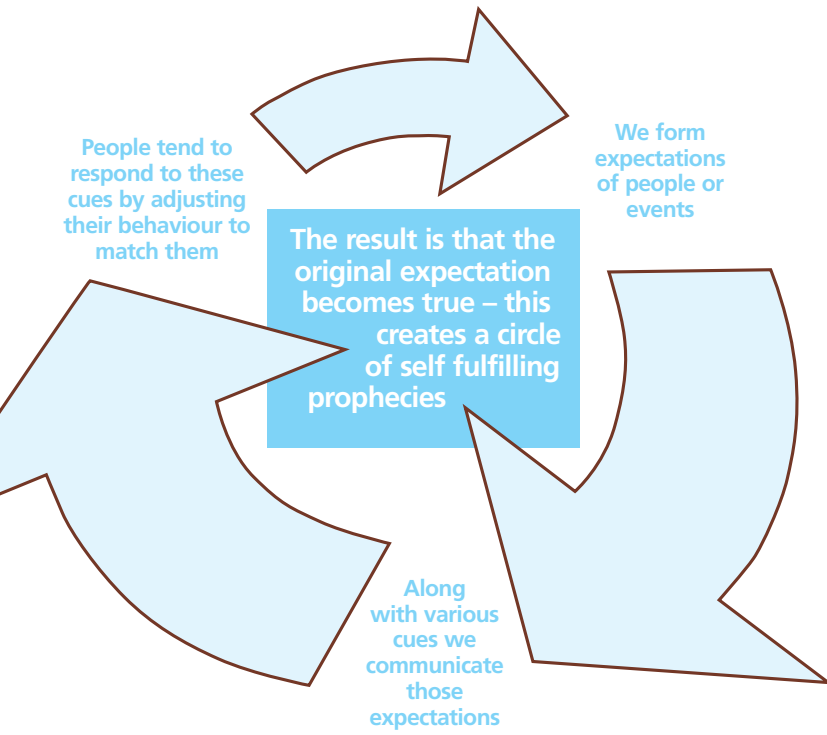 People tend to
respond to these
cues by adjusting
their behaviour to
match them
We form
expectations
of people or
events
The result is that the
original expectation
becomes true – this
creates a circle
of self fulfilling
prophecies
Along
with various
cues we
communicate
those
expectations